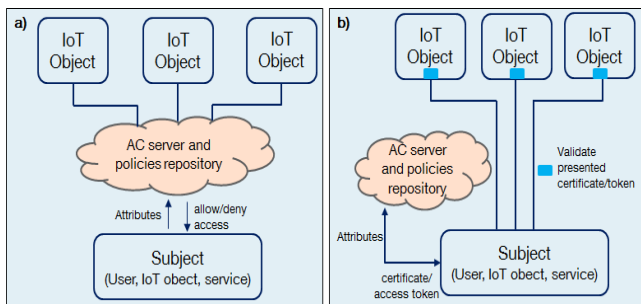 a)
IoT
Object
IoT
Object
IoT
Object
AC server and
policies repository
Attributes
allow/deny
access
Subject
(User, IoT obect, service)
b)
IoT
Object
IoT
Object
IoT
Object
AC server
and policies
repository
Validate
presented
certificate/token
Attributes
certificate/
access token
Subject
(User, IoT obect, service)